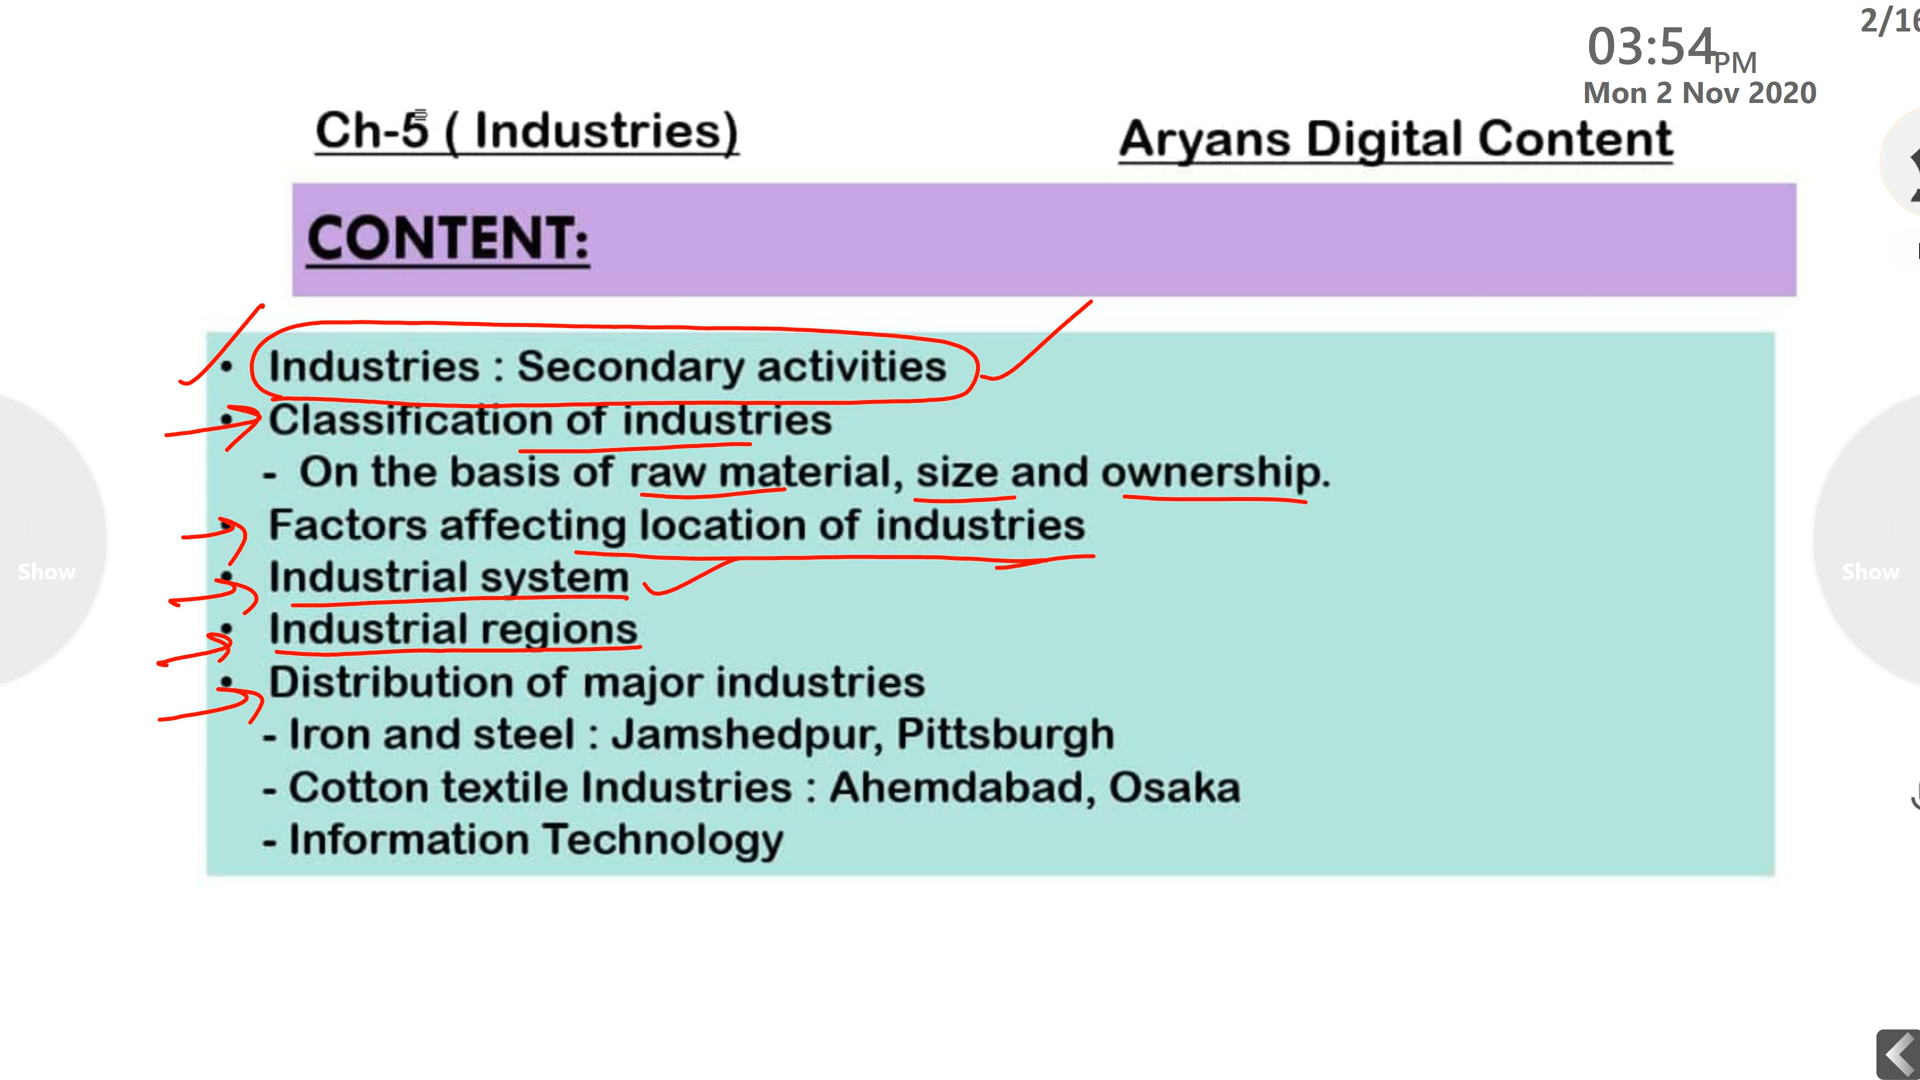 2/16
03:54PM
Mon 2 Nov 2020
Ch-5 ( Industries)
Aryans Digital Content
CONTENT:
• Industries : Secondary activities
• Classification of industries
- On the basis of raw material, size and ownership.
• Factors affecting location of industries
• Industrial system
• Industrial regions
• Distribution of major industries
- Iron and steel : Jamshedpur, Pittsburgh
- Cotton textile Industries : Ahemdabad, Osaka
- Information Technology
Show
Show